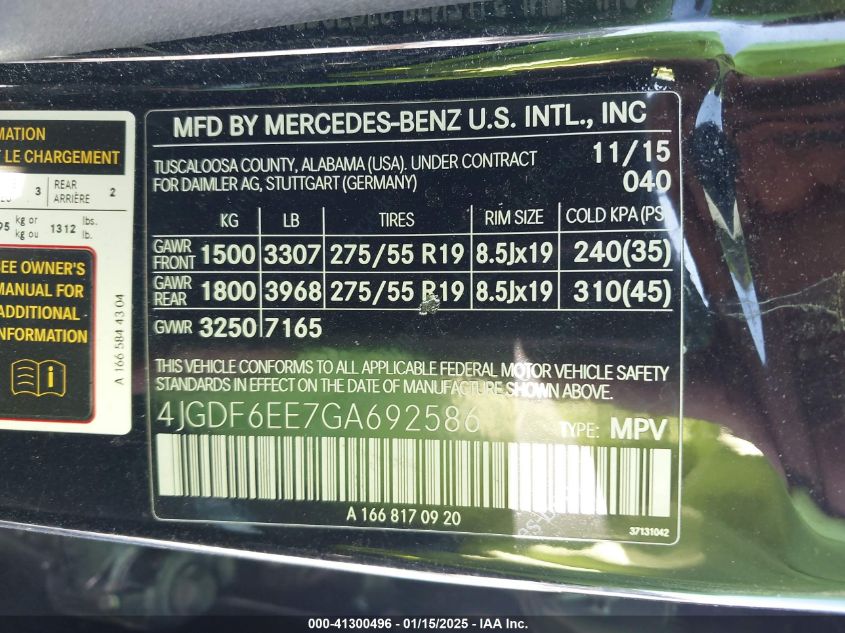 MATION
T LE CHARGEMENT
3 REAR ARRIÈRE 2
95 kg or kg ou 1312 lbs. lb.
SEE OWNER'S
MANUAL FOR
ADDITIONAL
INFORMATION
A 166 584 43 04
MFD BY MERCEDES-BENZ U.S. INTL., INC
TUSCALOOSA COUNTY, ALABAMA (USA). UNDER CONTRACT 11/15
FOR DAIMLER AG, STUTTGART (GERMANY) 040
KG LB TIRES RIM SIZE COLD KPA (PS
GAWR FRONT 1500 3307 275/55 R19 8.5Jx19 240(35)
GAWR REAR 1800 3968 275/55 R19 8.5Jx19 310(45)
GVWR 3250 7165
THIS VEHICLE CONFORMS TO ALL APPLICABLE FEDERAL MOTOR VEHICLE SAFETY
STANDARDS IN EFFECT ON THE DATE OF MANUFACTURE SHOWN ABOVE.
4JGDF6EE7GA692586 TYPE: MPV
A 166 817 09 20
37131042
000-41300496 - 01/15/2025 - IAA Inc.